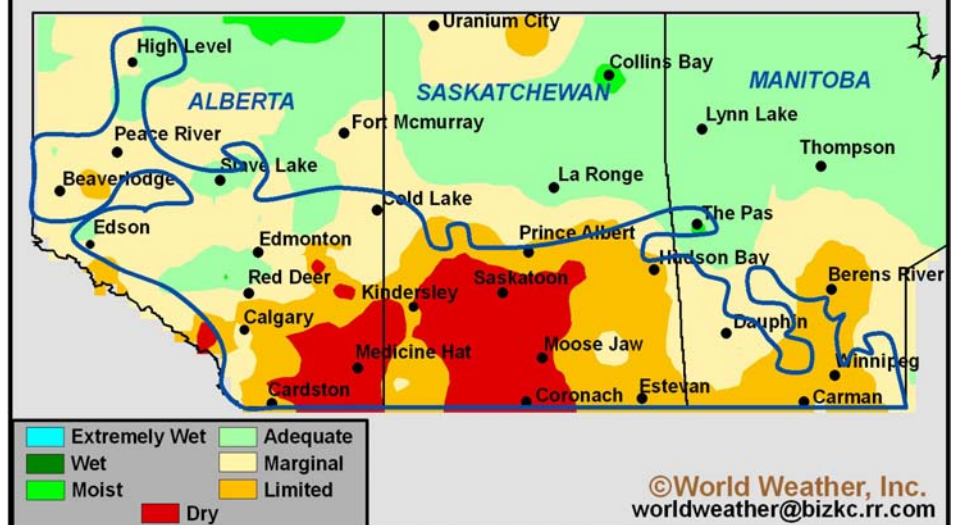 Uranium City
High Level
Collins Bay
ALBERTA
SASKATCHEWAN
MANITOBA
Fort Mcmurray
Lynn Lake
Peace River
Thompson
Slave Lake
La Ronge
Beaverlodge
Cold Lake
The Pas
Edson
Prince Albert
Edmonton
Hudson Bay
Red Deer
Saskatoon
Berens River
Kindersley
Calgary
Dauphin
Medicine Hat
Moose Jaw
Winnipeg
Cardston
Coronach
Estevan
Carman
Extremely Wet
Adequate
Wet
Marginal
Moist
Limited
Dry
©World Weather, Inc.
worldweather@bizkc.rr.com